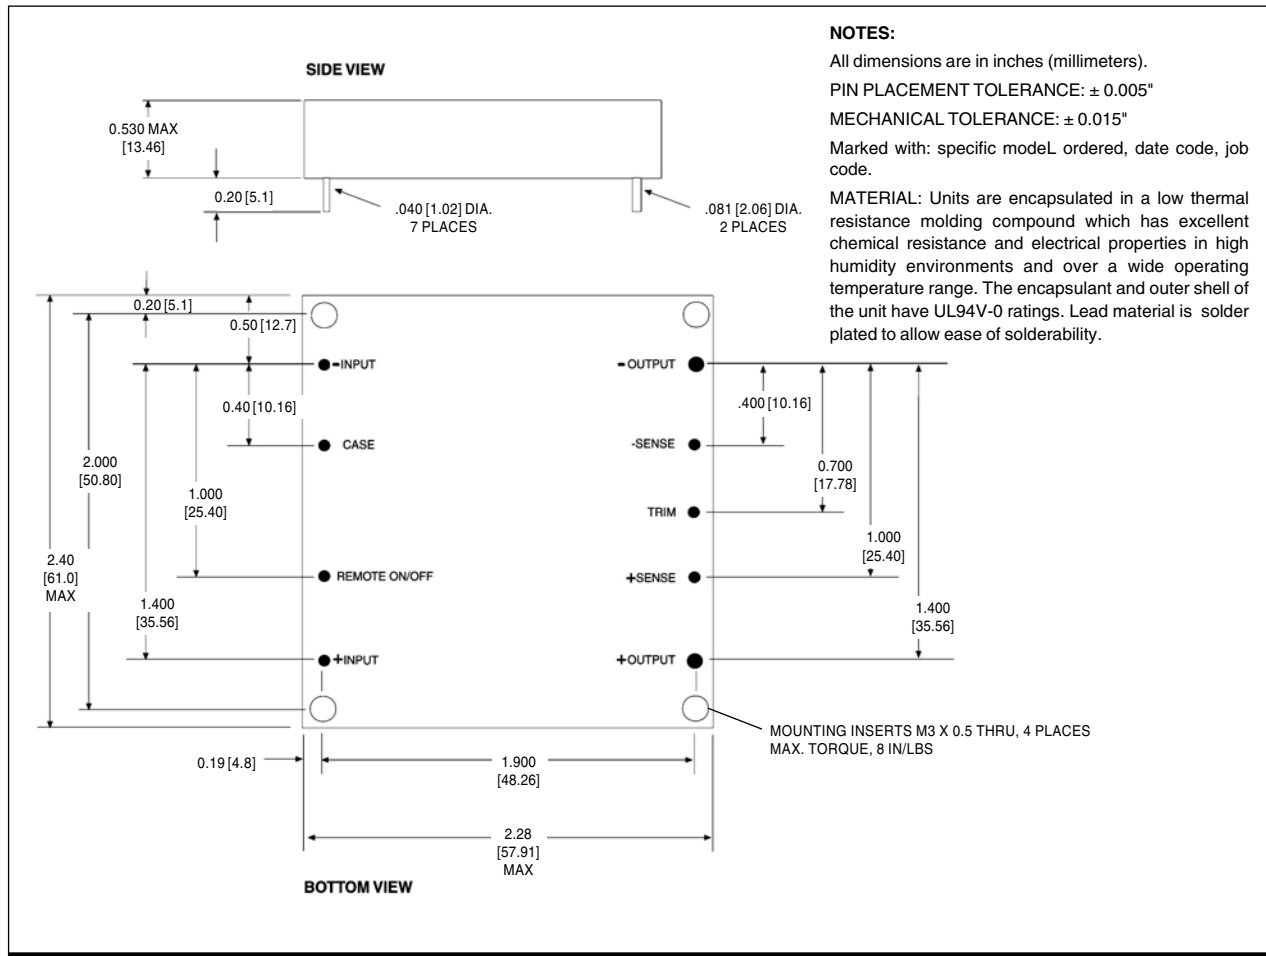 NOTES:
All dimensions are in inches (millimeters).
PIN PLACEMENT TOLERANCE: ± 0.005"
MECHANICAL TOLERANCE: ± 0.015"
Marked with: specific modeL ordered, date code, job
code.
MATERIAL: Units are encapsulated in a low thermal
resistance molding compound which has excellent
chemical resistance and electrical properties in high
humidity environments and over a wide operating
temperature range. The encapsulant and outer shell of
the unit have UL94V-0 ratings. Lead material is solder
plated to allow ease of solderability.
SIDE VIEW
0.530 MAX
[13.46]
0.20 [5.1]
.040 [1.02] DIA.
7 PLACES
.081 [2.06] DIA.
2 PLACES
0.20 [5.1]
0.50 [12.7]
-INPUT
-OUTPUT
0.40 [10.16]
.400 [10.16]
CASE
-SENSE
2.000
[50.80]
0.700
[17.78]
1.000
[25.40]
TRIM
1.000
[25.40]
2.40
[61.0]
MAX
REMOTE ON/OFF
+SENSE
1.400
[35.56]
1.400
[35.56]
+INPUT
+OUTPUT
MOUNTING INSERTS M3 X 0.5 THRU, 4 PLACES
MAX. TORQUE, 8 IN/LBS
0.19 [4.8]
1.900
[48.26]
2.28
[57.91]
MAX
BOTTOM VIEW